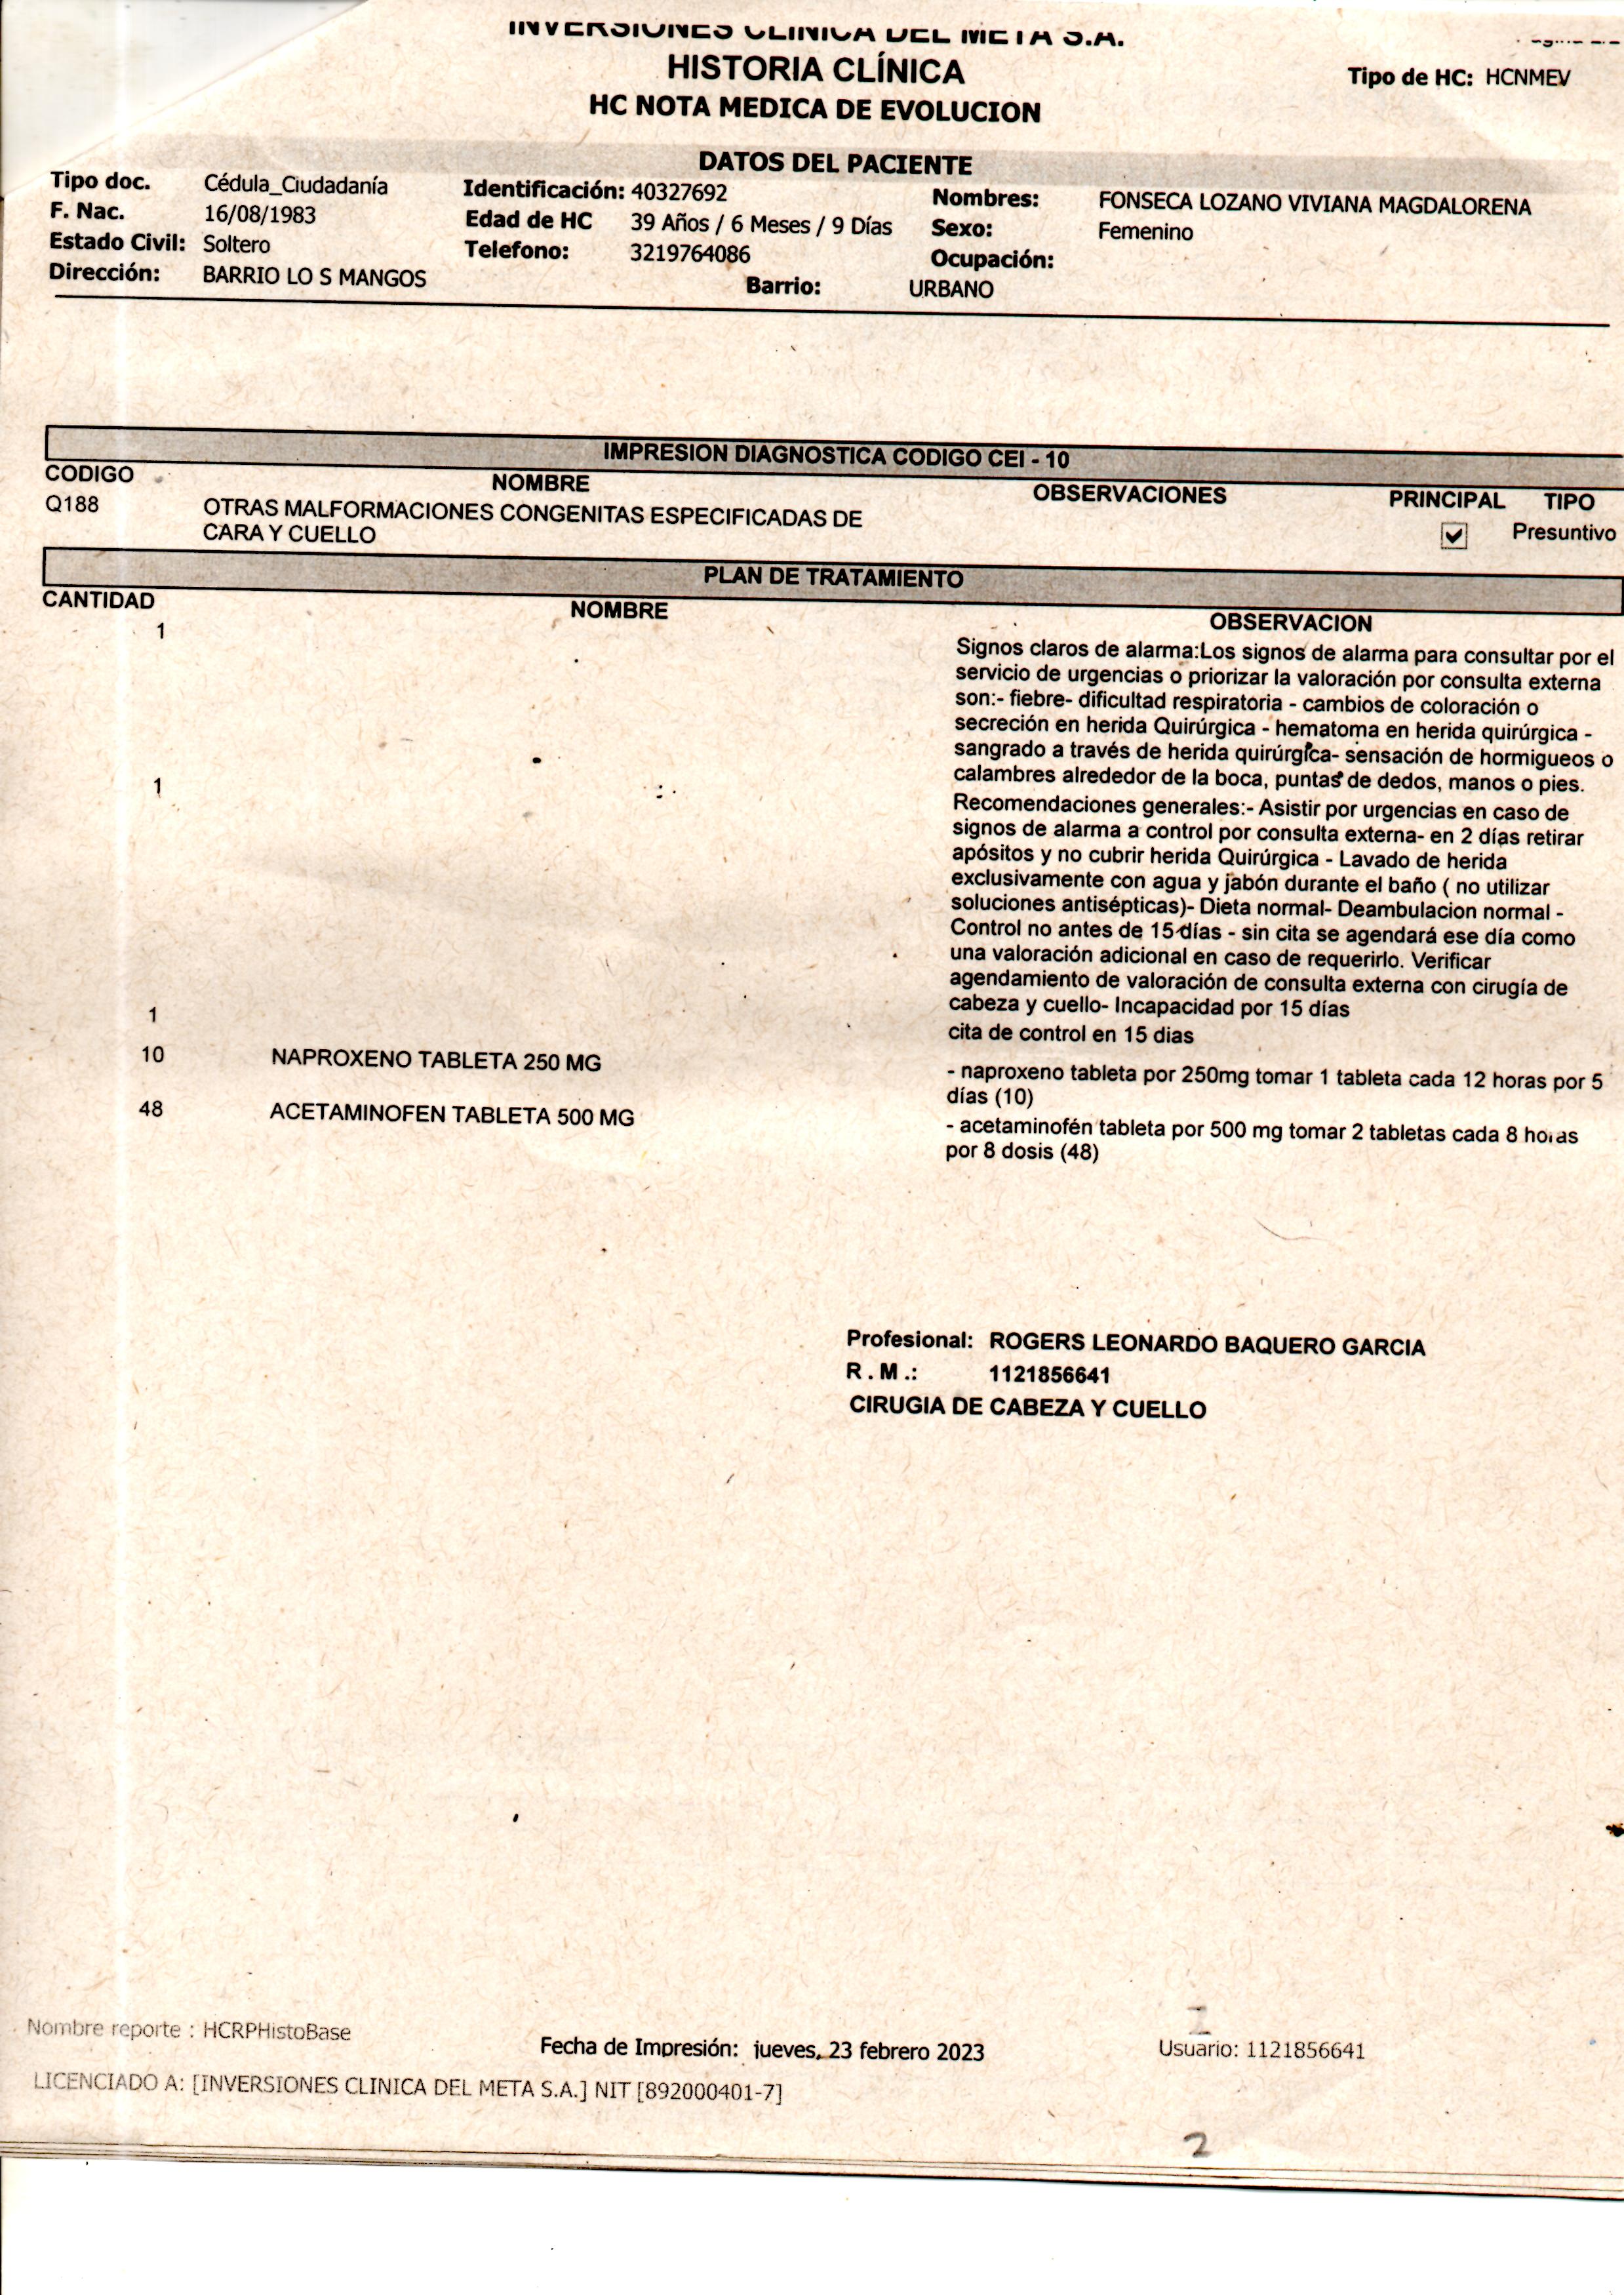 INVERSIONES CLINICA DEL META S.A.
HISTORIA CLÍNICA
Tipo de HC: HCNMEV
HC NOTA MEDICA DE EVOLUCION
DATOS DEL PACIENTE
Tipo doc. Cédula_Ciudadanía Identificación: 40327692 Nombres: FONSECA LOZANO VIVIANA MAGDALORENA
F. Nac. 16/08/1983 Edad de HC 39 Años / 6 Meses / 9 Días Sexo: Femenino
Estado Civil: Soltero Telefono: 3219764086 Ocupación:
Dirección: BARRIO LO S MANGOS Barrio: URBANO
IMPRESION DIAGNOSTICA CODIGO CEI - 10
CODIGO NOMBRE OBSERVACIONES PRINCIPAL TIPO
Q188 OTRAS MALFORMACIONES CONGENITAS ESPECIFICADAS DE Presuntivo
CARA Y CUELLO
PLAN DE TRATAMIENTO
CANTIDAD NOMBRE OBSERVACION
1 Signos claros de alarma:Los signos de alarma para consultar por el
servicio de urgencias o priorizar la valoración por consulta externa
son:- fiebre- dificultad respiratoria - cambios de coloración o
secreción en herida Quirúrgica - hematoma en herida quirúrgica -
sangrado a través de herida quirúrgica- sensación de hormigueos o
calambres alrededor de la boca, puntas de dedos, manos o pies.
1 Recomendaciones generales:- Asistir por urgencias en caso de
signos de alarma a control por consulta externa- en 2 días retirar
apósitos y no cubrir herida Quirúrgica - Lavado de herida
exclusivamente con agua y jabón durante el baño ( no utilizar
soluciones antisépticas)- Dieta normal- Deambulacion normal -
Control no antes de 15 días - sin cita se agendará ese día como
una valoración adicional en caso de requerirlo. Verificar
agendamiento de valoración de consulta externa con cirugía de
cabeza y cuello- Incapacidad por 15 días
1 cita de control en 15 dias
10 NAPROXENO TABLETA 250 MG - naproxeno tableta por 250mg tomar 1 tableta cada 12 horas por 5
días (10)
48 ACETAMINOFEN TABLETA 500 MG - acetaminofén tableta por 500 mg tomar 2 tabletas cada 8 horas
por 8 dosis (48)
Profesional: ROGERS LEONARDO BAQUERO GARCIA
R . M .: 1121856641
CIRUGIA DE CABEZA Y CUELLO
Nombre reporte : HCRPHistoBase Fecha de Impresión: jueves, 23 febrero 2023 Usuario: 1121856641
LICENCIADO A: [INVERSIONES CLINICA DEL META S.A.] NIT [892000401-7]
2